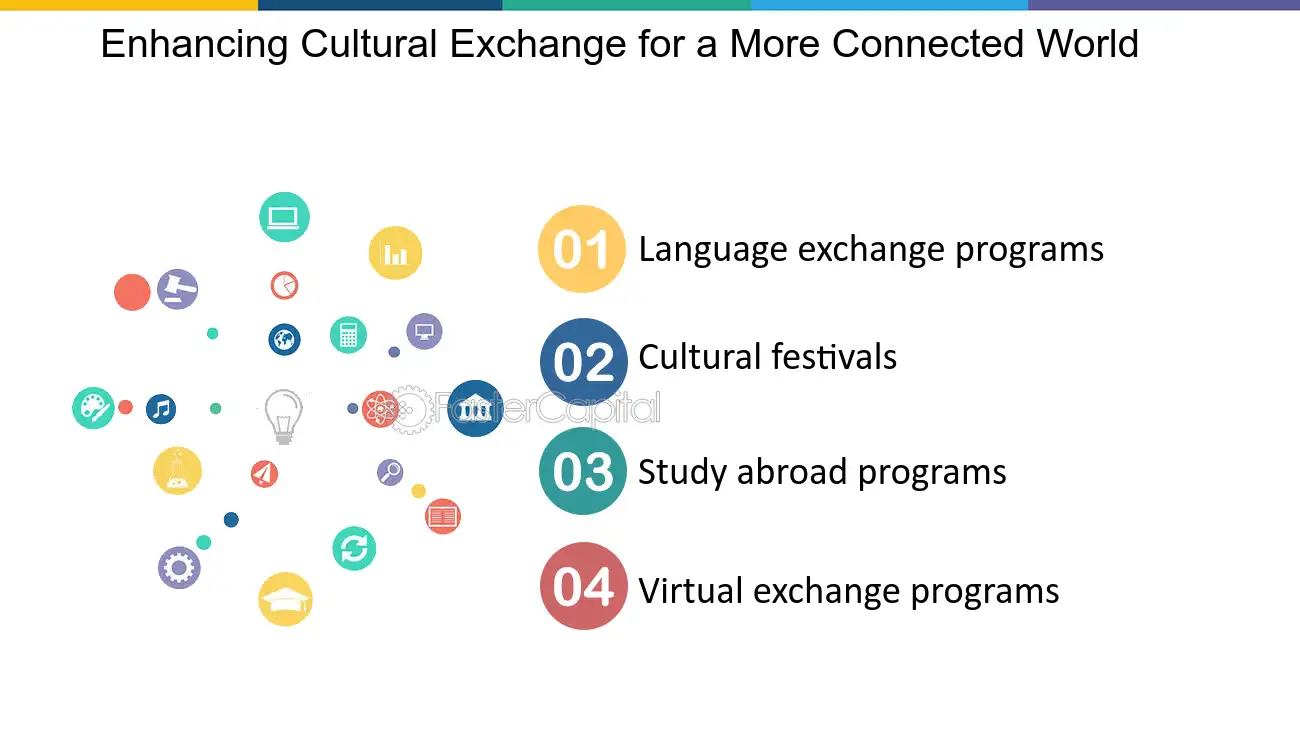 Enhancing Cultural Exchange for a More Connected World
01 Language exchange programs
02 Cultural festivals
FasterCapital
03 Study abroad programs
04 Virtual exchange programs